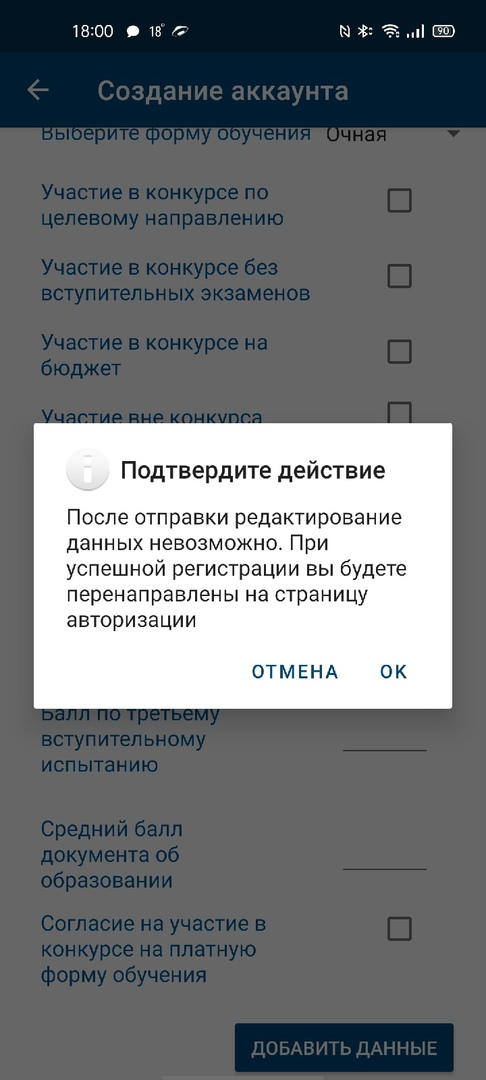 18:00
18°
90
Создание аккаунта
Выберите форму обучения Очная
Участие в конкурсе по
целевому направлению
Участие в конкурсе без
вступительных экзаменов
Участие в конкурсе на
бюджет
Участие вне конкурса
Подтвердите действие
После отправки редактирование
данных невозможно. При
успешной регистрации вы будете
перенаправлены на страницу
авторизации
ОТМЕНА OK
Балл по третьему
вступительному
испытанию
Средний балл
документа об
образовании
Согласие на участие в
конкурсе на платную
форму обучения
ДОБАВИТЬ ДАННЫЕ